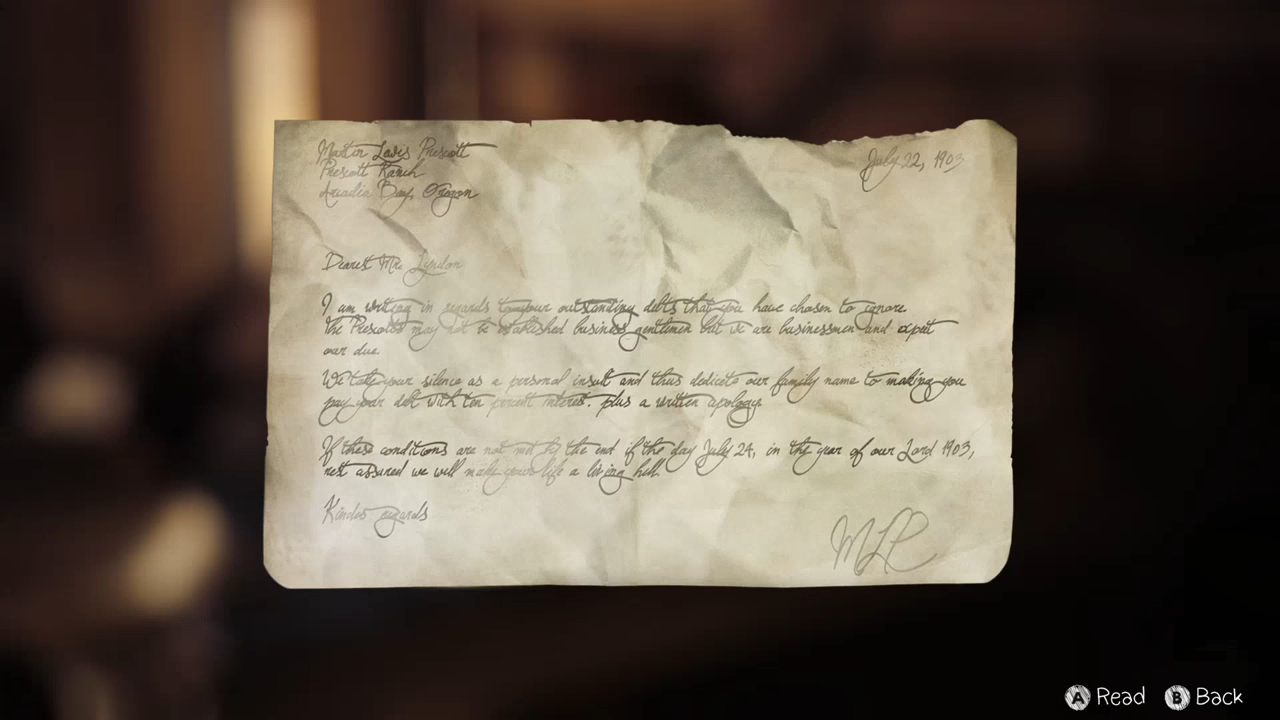 Martin Lewis Prescott
July 22, 1903
Prescott Ranch
Arcadia Bay, Oregon
Dearest Mr. Lyndon
I am writing in regards to your outstanding debts that you have chosen to ignore.
The Prescotts may not be established business gentlemen but we are businessmen and expect
our due.
We take your silence as a personal insult and thus dedicate our family name to making you
pay your debt with ten percent interest. plus a written apology.
If these conditions are not met by the end if the day July 24, in the year of our Lord 1903,
rest assured we will make your life a living hell.
Kindes regards
MLP
A Read B Back